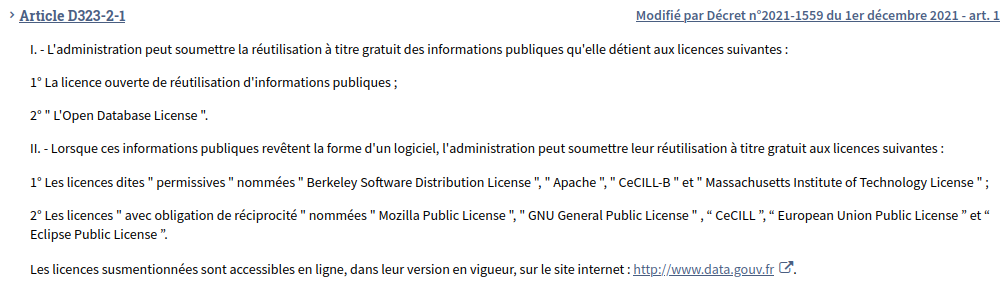 Article D323-2-1
Modifié par Décret n°2021-1559 du 1er décembre 2021 - art. 1
I. - L'administration peut soumettre la réutilisation à titre gratuit des informations publiques qu'elle détient aux licences suivantes :
1° La licence ouverte de réutilisation d'informations publiques ;
2° " L'Open Database License ".
II. - Lorsque ces informations publiques revêtent la forme d'un logiciel, l'administration peut soumettre leur réutilisation à titre gratuit aux licences suivantes :
1° Les licences dites " permissives " nommées " Berkeley Software Distribution License ", " Apache ", " CeCILL-B " et " Massachusetts Institute of Technology License " ;
2° Les licences " avec obligation de réciprocité " nommées " Mozilla Public License ", " GNU General Public License " , “ CeCILL ”, “ European Union Public License ” et “
Eclipse Public License ”.
Les licences susmentionnées sont accessibles en ligne, dans leur version en vigueur, sur le site internet : http://www.data.gouv.fr .